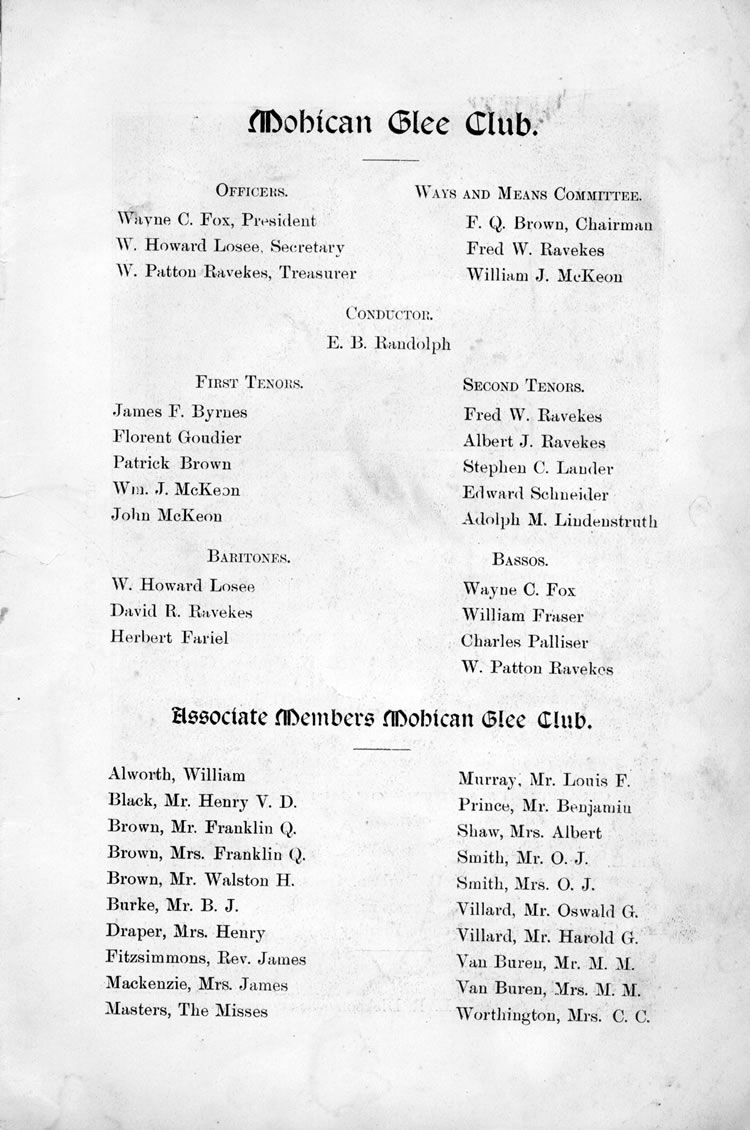 Mohican Glee Club.
Officers.
Wayne C. Fox, President
W. Howard Losee, Secretary
W. Patton Ravekes, Treasurer
Ways and Means Committee.
F. Q. Brown, Chairman
Fred W. Ravekes
William J. McKeon
Conductor.
E. B. Randolph
First Tenors.
James F. Byrnes
Florent Goudier
Patrick Brown
Wm. J. McKeon
John McKeon
Second Tenors.
Fred W. Ravekes
Albert J. Ravekes
Stephen C. Lander
Edward Schneider
Adolph M. Lindenstruth
Baritones.
W. Howard Losee
David R. Ravekes
Herbert Fariel
Bassos.
Wayne C. Fox
William Fraser
Charles Palliser
W. Patton Ravekes
Associate Members Mohican Glee Club.
Alworth, William
Black, Mr. Henry V. D.
Brown, Mr. Franklin Q.
Brown, Mrs. Franklin Q.
Brown, Mr. Walston H.
Burke, Mr. B. J.
Draper, Mrs. Henry
Fitzsimmons, Rev. James
Mackenzie, Mrs. James
Masters, The Misses
Murray, Mr. Louis F.
Prince, Mr. Benjamin
Shaw, Mrs. Albert
Smith, Mr. O. J.
Smith, Mrs. O. J.
Villard, Mr. Oswald G.
Villard, Mr. Harold G.
Van Buren, Mr. M. M.
Van Buren, Mrs. M. M.
Worthington, Mrs. C. C.